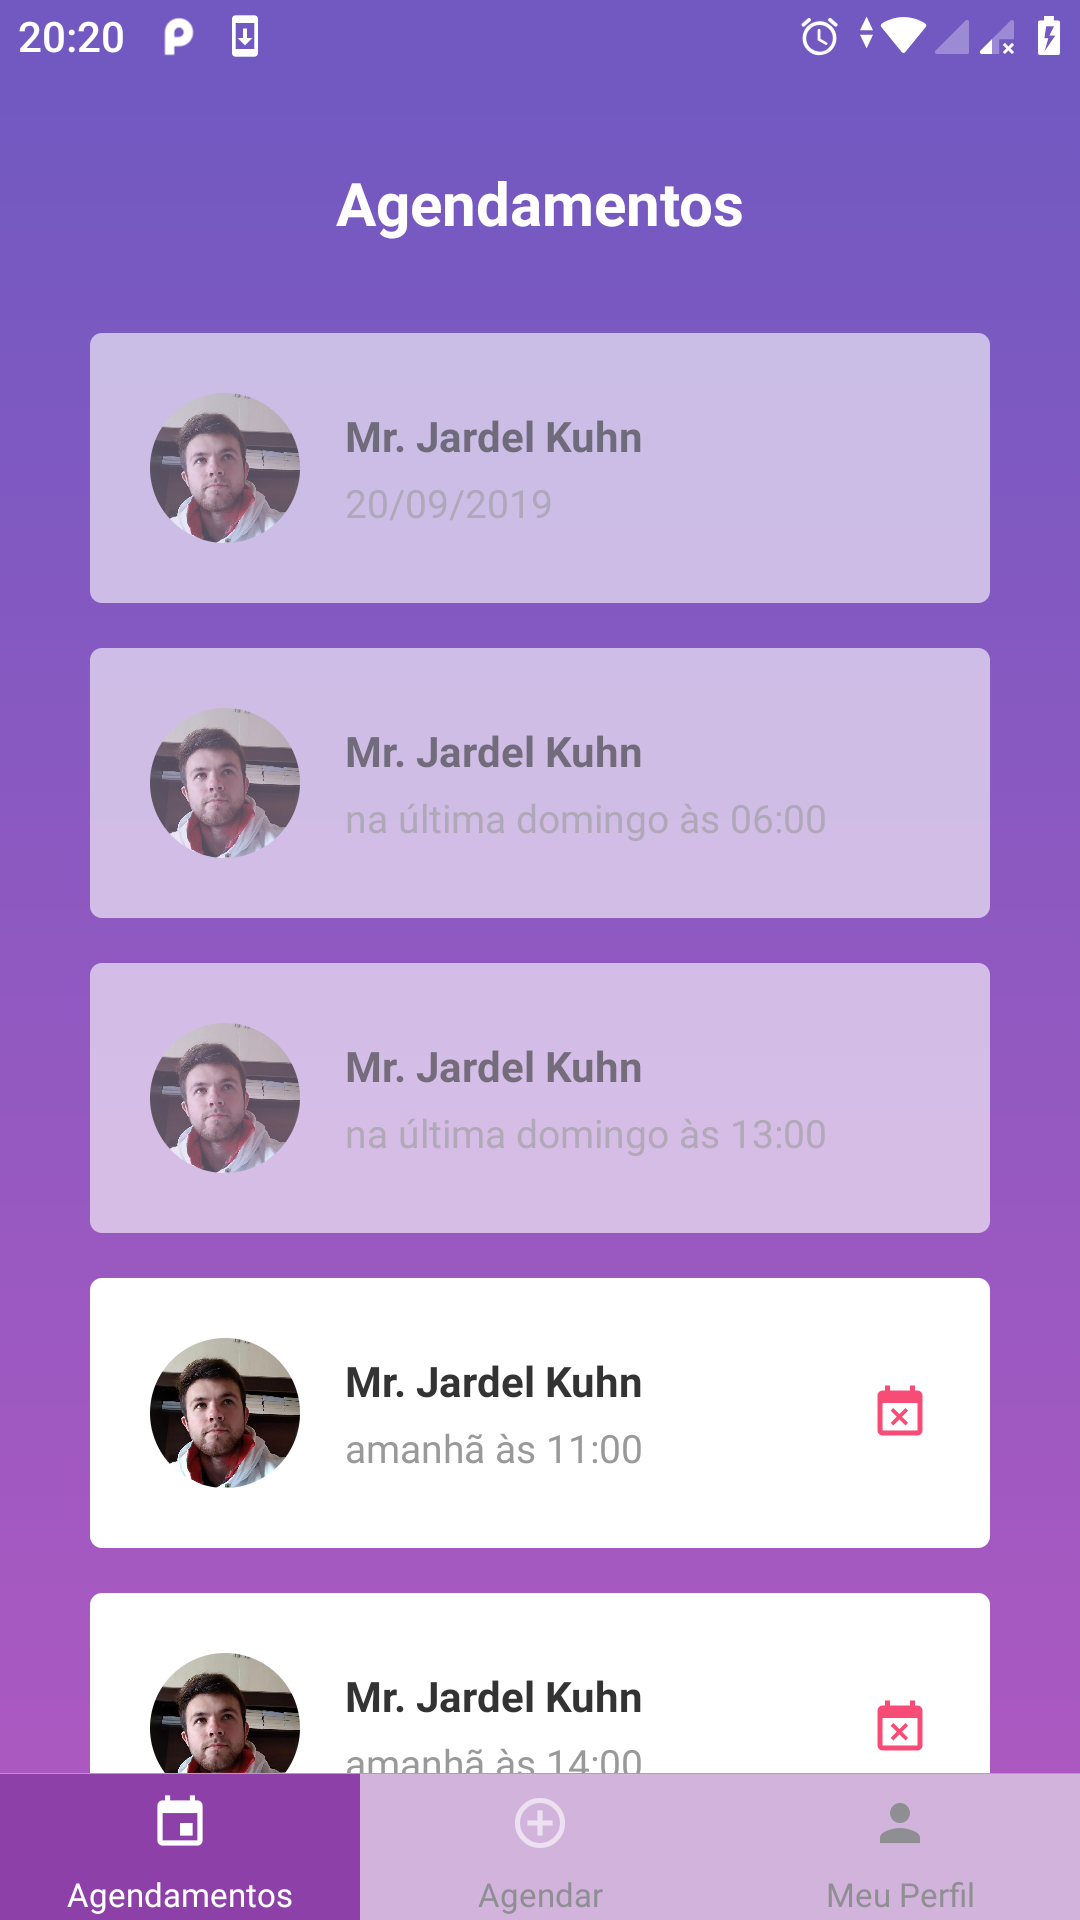 20:20
Agendamentos
Mr. Jardel Kuhn
20/09/2019
Mr. Jardel Kuhn
na última domingo às 06:00
Mr. Jardel Kuhn
na última domingo às 13:00
Mr. Jardel Kuhn
amanhã às 11:00
Mr. Jardel Kuhn
amanhã às 14:00
Agendamentos
Agendar
Meu Perfil